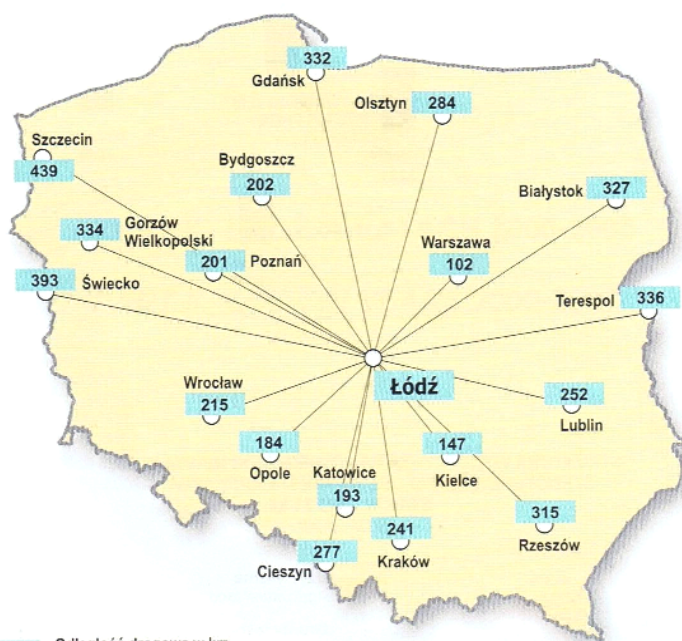 332
Gdańsk
Olsztyn
284
Szczecin
439
Bydgoszcz
202
Białystok
327
334
Gorzów
Wielkopolski
201
Poznań
Warszawa
102
393
Świecko
Terespol
336
Łódź
Wrocław
215
252
Lublin
184
Opole
147
Kielce
Katowice
193
315
Rzeszów
241
Kraków
277
Cieszyn